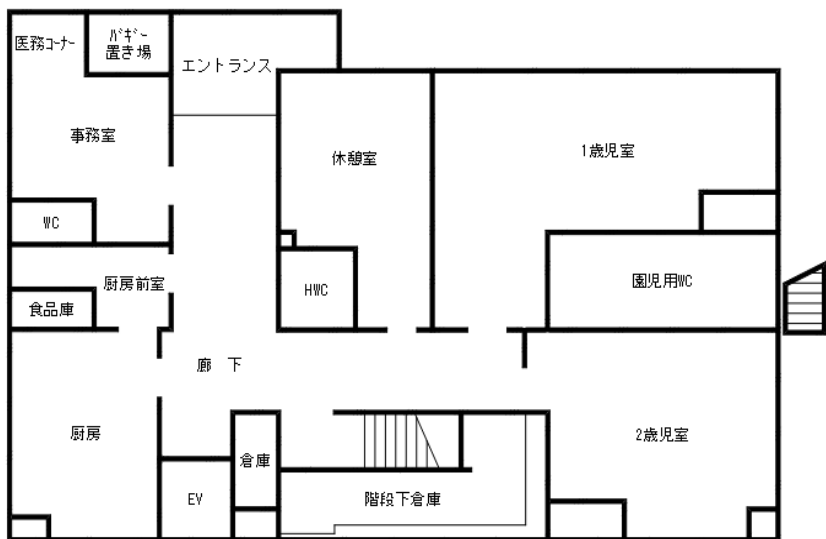 医務コーナー
バギー
置き場
エントランス
事務室
休憩室
1歳児室
WC
厨房前室
HWC
園児用WC
食品庫
廊 下
厨房
2歳児室
倉庫
EV
階段下倉庫